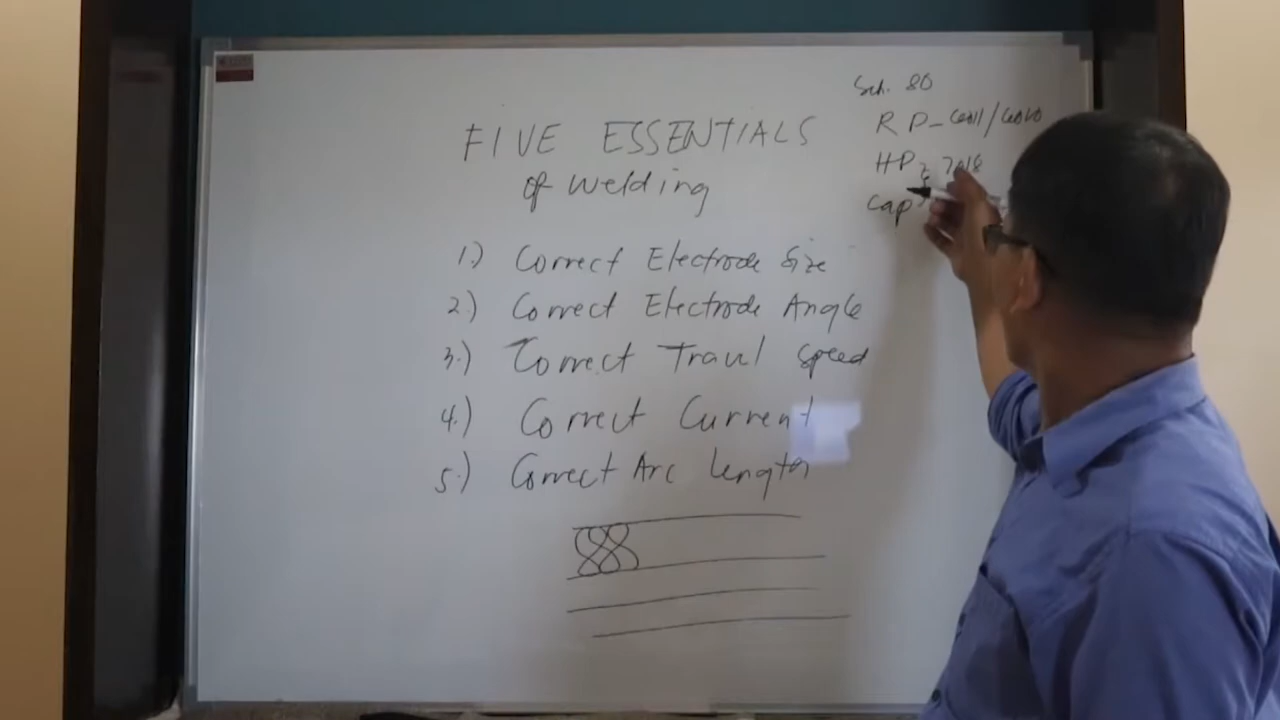 Sch. 80
R P - 6011/6010
HP 7018
Cap
FIVE ESSENTIALS
of welding
1.) Correct Electrode Size
2.) Correct Electrode Angle
3.) Correct Travel Speed
4.) Correct Current
5.) Correct Arc length